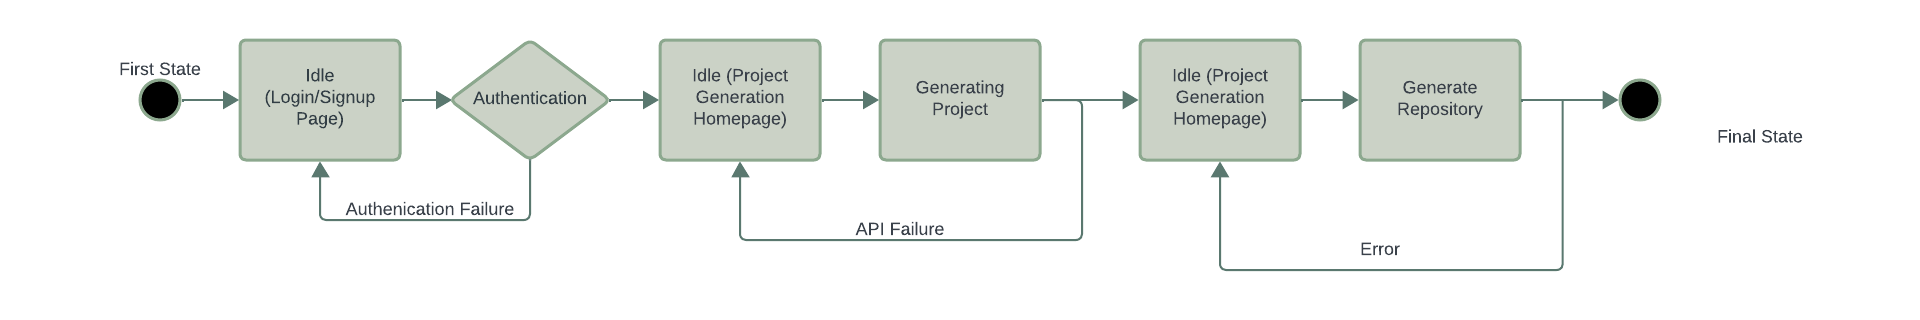 First State
Idle
(Login/Signup
Page)
Authentication
Idle (Project
Generation
Homepage)
Generating
Project
Idle (Project
Generation
Homepage)
Generate
Repository
Final State
Authenication Failure
API Failure
Error